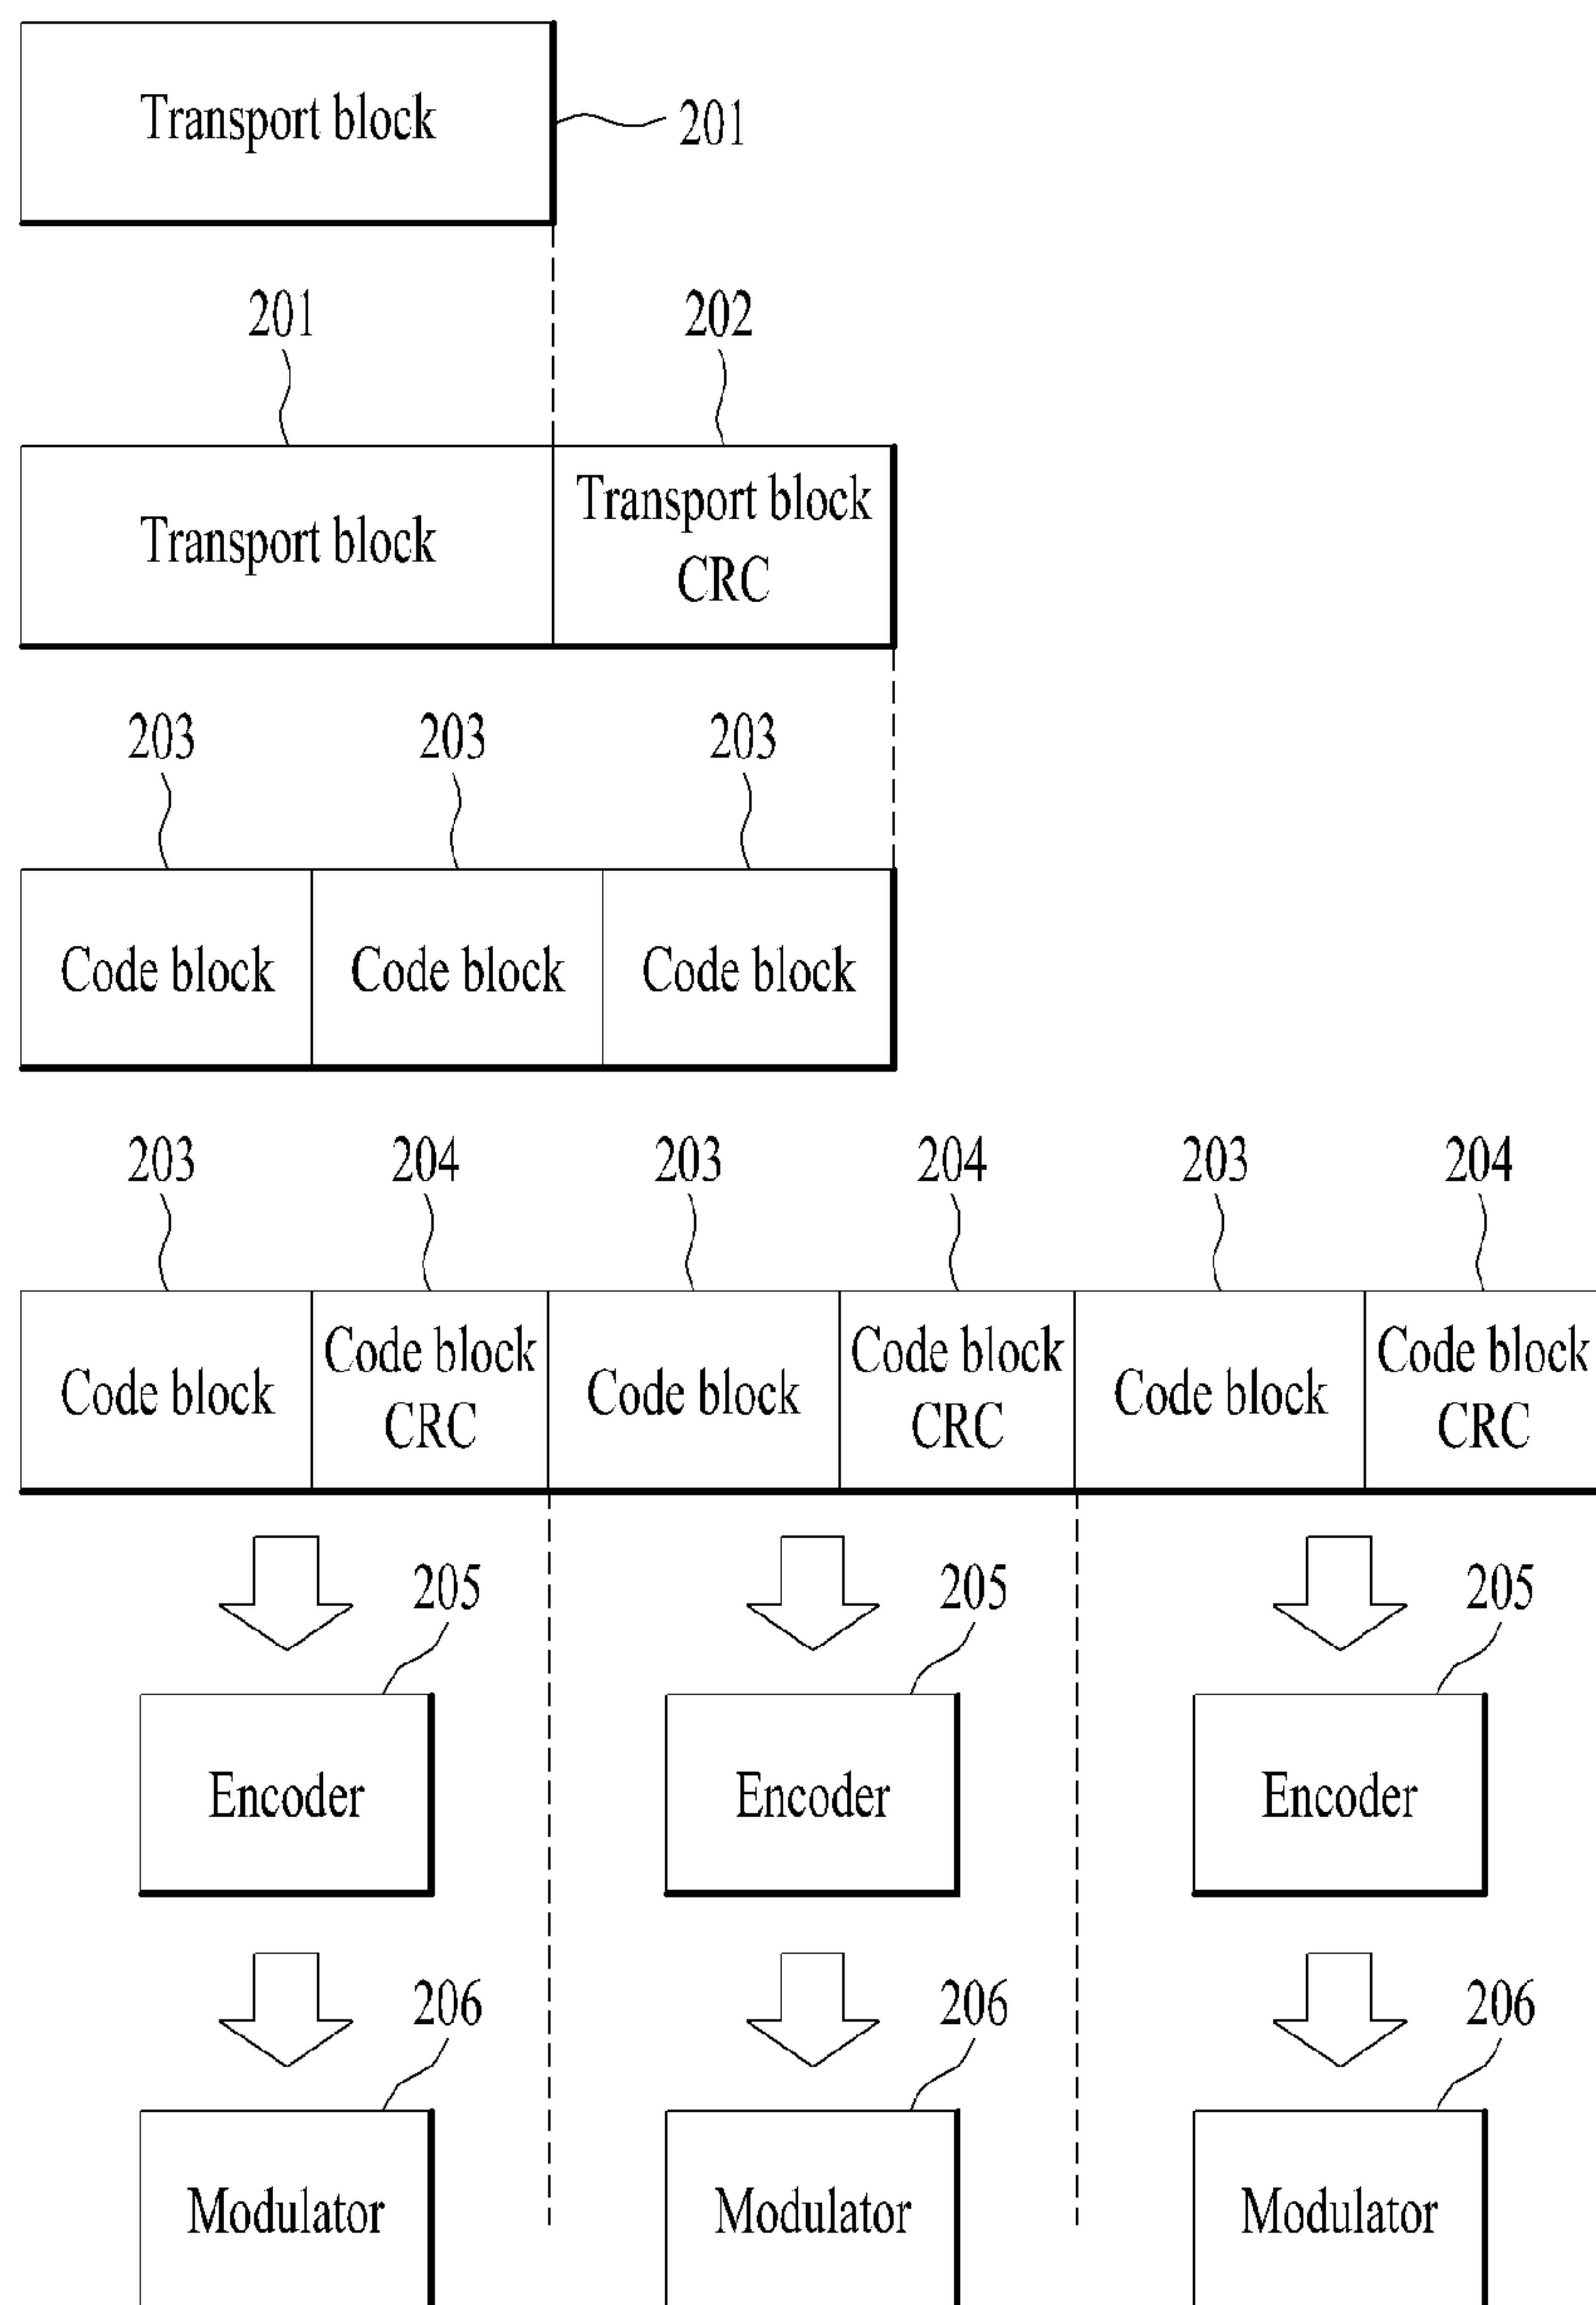 Transport block
201
201 202
Transport block Transport block
CRC
203 203 203
Code block Code block Code block
203 204 203 204 203 204
Code block Code block CRC Code block Code block CRC Code block Code block CRC
205 205 205
Encoder Encoder Encoder
206 206 206
Modulator Modulator Modulator